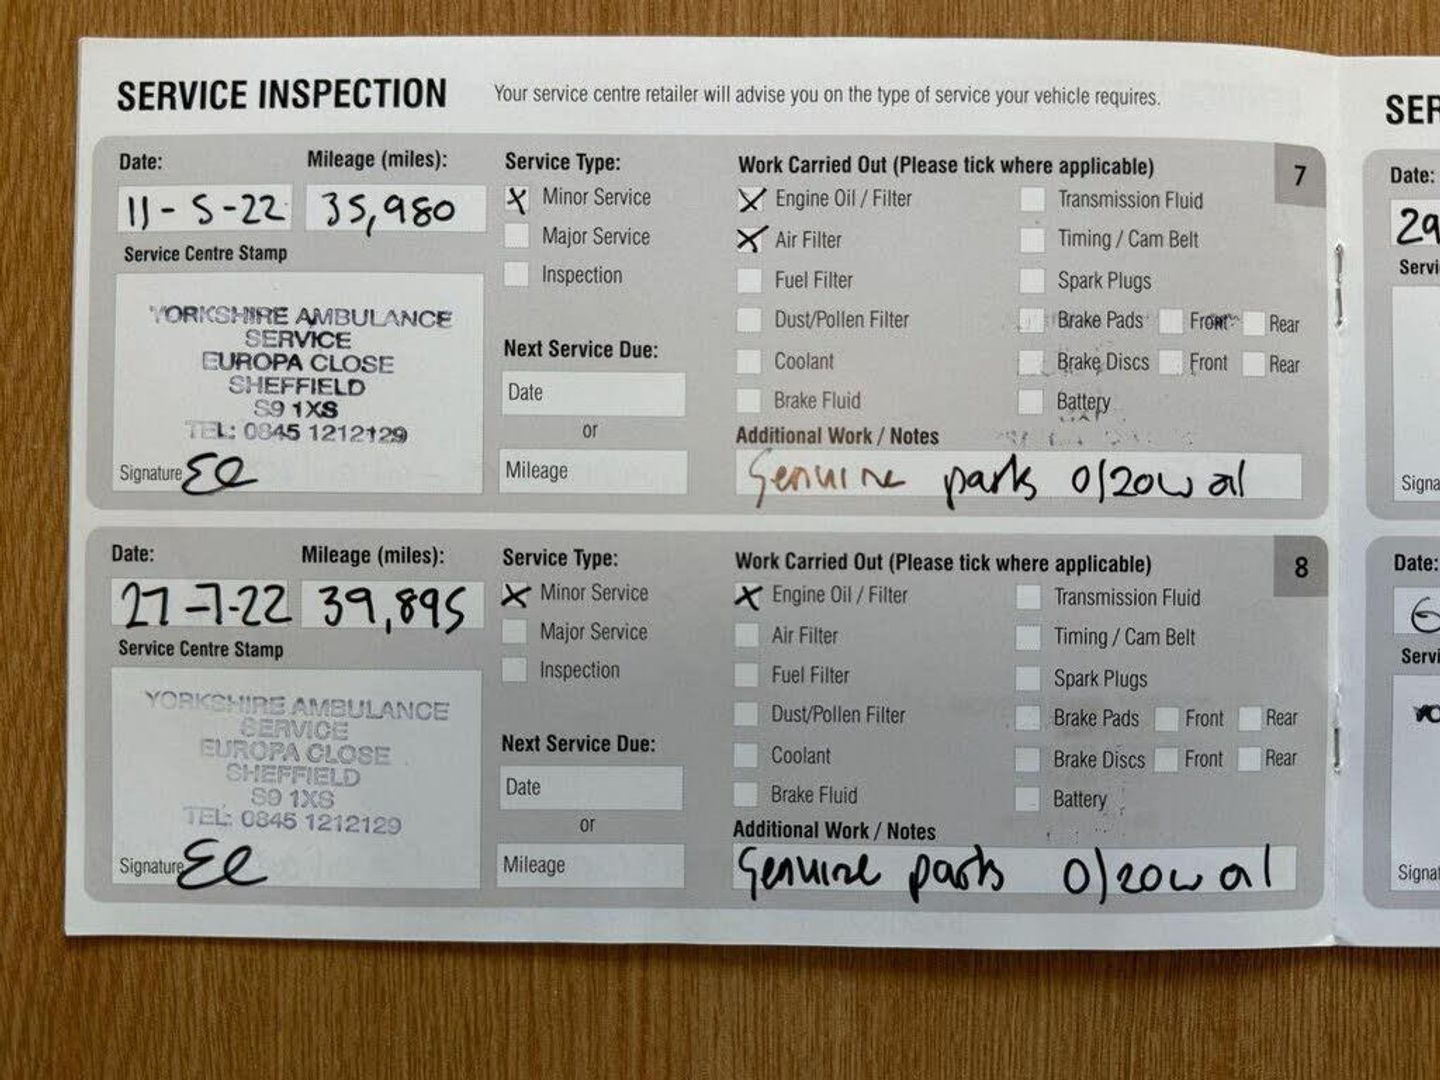 SERVICE INSPECTION Your service centre retailer will advise you on the type of service your vehicle requires.
7
Date: Mileage (miles):
11-5-22 35,980
Service Centre Stamp
YORKSHIRE AMBULANCE
SERVICE
EUROPA CLOSE
SHEFFIELD
S9 1XS
TEL: 0845 1212129
Signature
Service Type:
X Minor Service
Major Service
Inspection
Next Service Due:
Date
or
Mileage
Work Carried Out (Please tick where applicable)
X Engine Oil / Filter Transmission Fluid
X Air Filter Timing / Cam Belt
Fuel Filter Spark Plugs
Dust/Pollen Filter Brake Pads Front Rear
Coolant Brake Discs Front Rear
Brake Fluid Battery
Additional Work / Notes
Genuine parts 0/20w oil
8
Date: Mileage (miles):
27-7-22 39,895
Service Centre Stamp
YORKSHIRE AMBULANCE
SERVICE
EUROPA CLOSE
SHEFFIELD
S9 1XS
TEL: 0845 1212129
Signature
Service Type:
X Minor Service
Major Service
Inspection
Next Service Due:
Date
or
Mileage
Work Carried Out (Please tick where applicable)
X Engine Oil / Filter Transmission Fluid
Air Filter Timing / Cam Belt
Fuel Filter Spark Plugs
Dust/Pollen Filter Brake Pads Front Rear
Coolant Brake Discs Front Rear
Brake Fluid Battery
Additional Work / Notes
Genuine parts 0/20w oil
SER
Date:
29
Servi
Signa
Date:
Servi
Signat